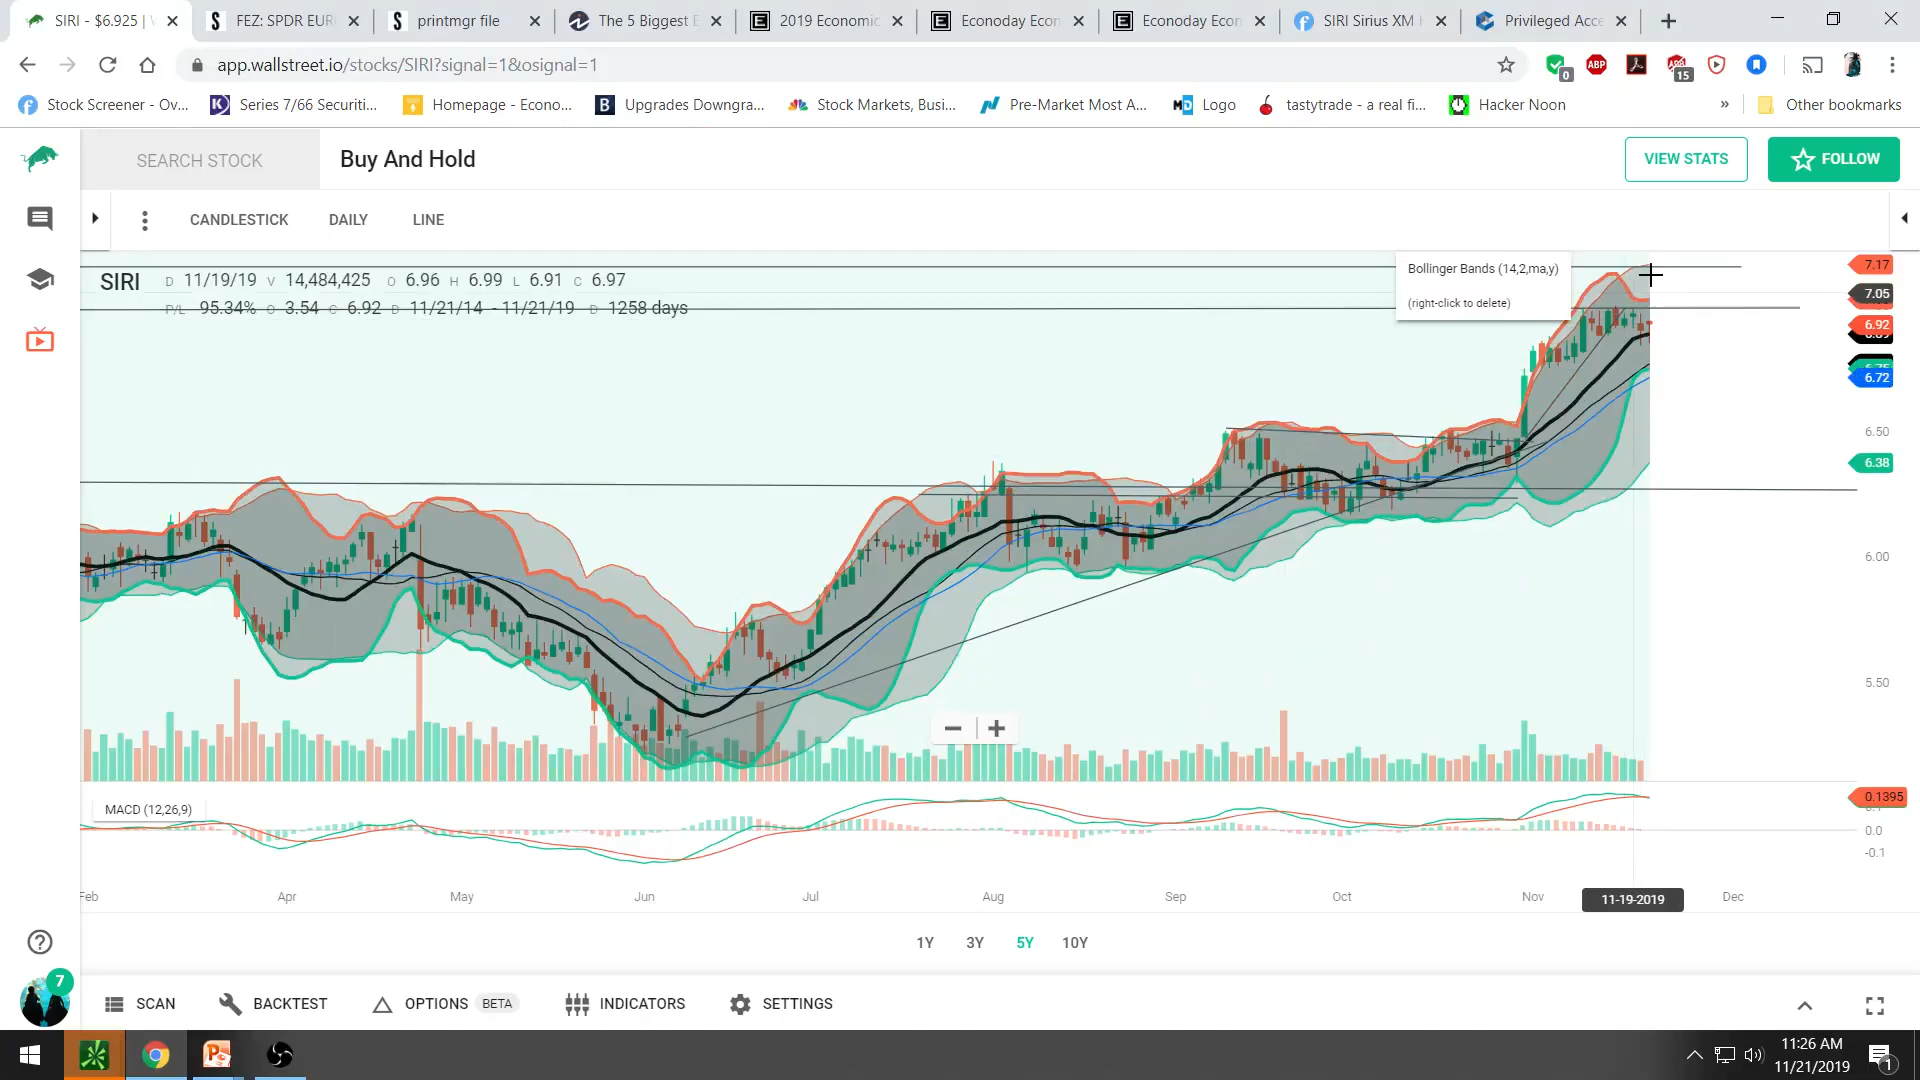 SIRI - $6.925 |
FEZ: SPDR EUR
printmgr file
The 5 Biggest
2019 Economic
Econoday Econ
Econoday Econ
SIRI Sirius XM
Privileged Acce
app.wallstreet.io/stocks/SIRI?signal=1&osignal=1
0
ABP
15
Stock Screener - Ov...
Series 7/66 Securiti...
Homepage - Econo...
Upgrades Downgra...
Stock Markets, Busi...
Pre-Market Most A...
Logo
tastytrade - a real fi...
Hacker Noon
»
Other bookmarks
SEARCH STOCK
Buy And Hold
VIEW STATS
FOLLOW
CANDLESTICK
DAILY
LINE
SIRI D 11/19/19 V 14,484,425 O 6.96 H 6.99 L 6.91 C 6.97
P/L 95.34% O 3.54 C 6.92 D 11/21/14 - 11/21/19 D 1258 days
Bollinger Bands (14,2,ma,y)
(right-click to delete)
7.17
7.05
6.92
6.72
6.50
6.38
6.00
5.50
MACD (12,26,9)
0.1395
0.0
-0.1
Feb
Apr
May
Jun
Jul
Aug
Sep
Oct
Nov
11-19-2019
Dec
1Y
3Y
5Y
10Y
7
SCAN
BACKTEST
OPTIONS BETA
INDICATORS
SETTINGS
11:26 AM
11/21/2019
1